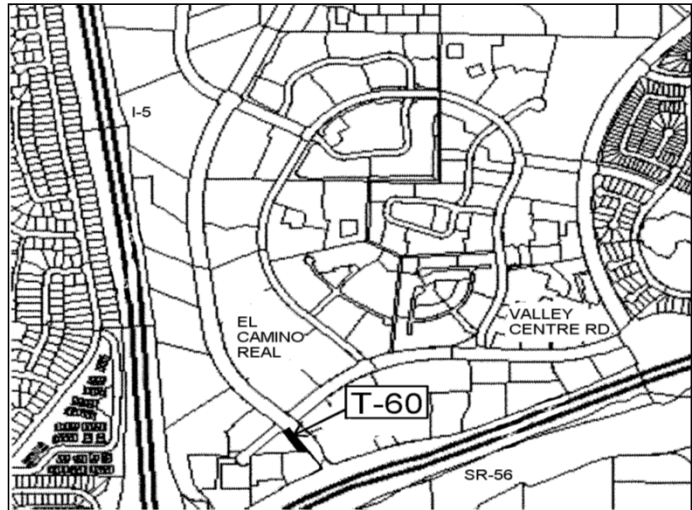 I-5
EL
CAMINO
REAL
VALLEY
CENTRE RD
T-60
SR-56